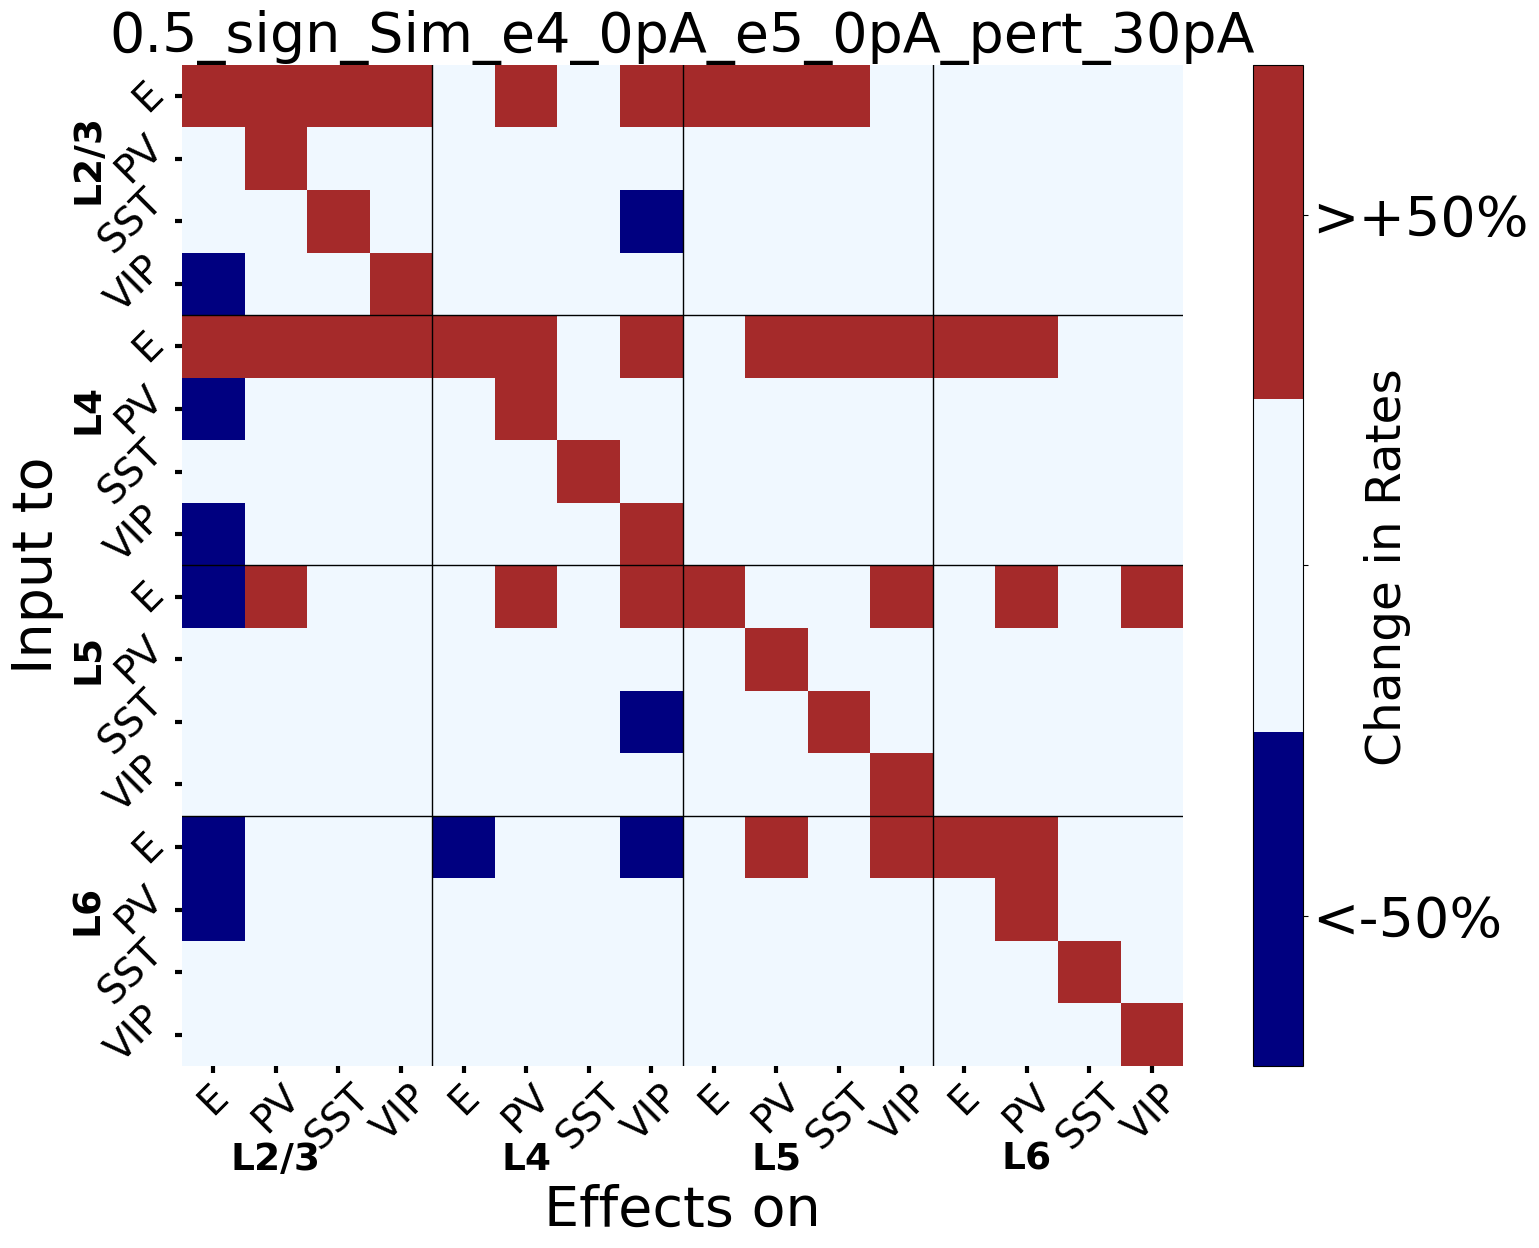 0.5_sign_Sim_e4_0pA_e5_0pA_pert_30pA
Input to
L2/3
E
PV
SST
VIP
L4
E
PV
SST
VIP
L5
E
PV
SST
VIP
L6
E
PV
SST
VIP
E
PV
SST
VIP
E
PV
SST
VIP
E
PV
SST
VIP
E
PV
SST
VIP
L2/3
L4
L5
L6
Effects on
>+50%
<-50%
Change in Rates